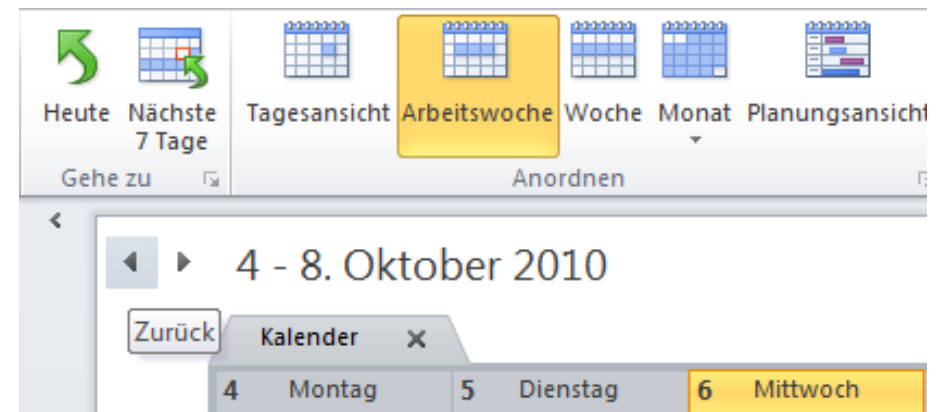 Heute Nächste 7 Tage Tagesansicht Arbeitswoche Woche Monat Planungsansicht
Gehe zu Anordnen
4 - 8. Oktober 2010
Zurück Kalender
4 Montag 5 Dienstag 6 Mittwoch